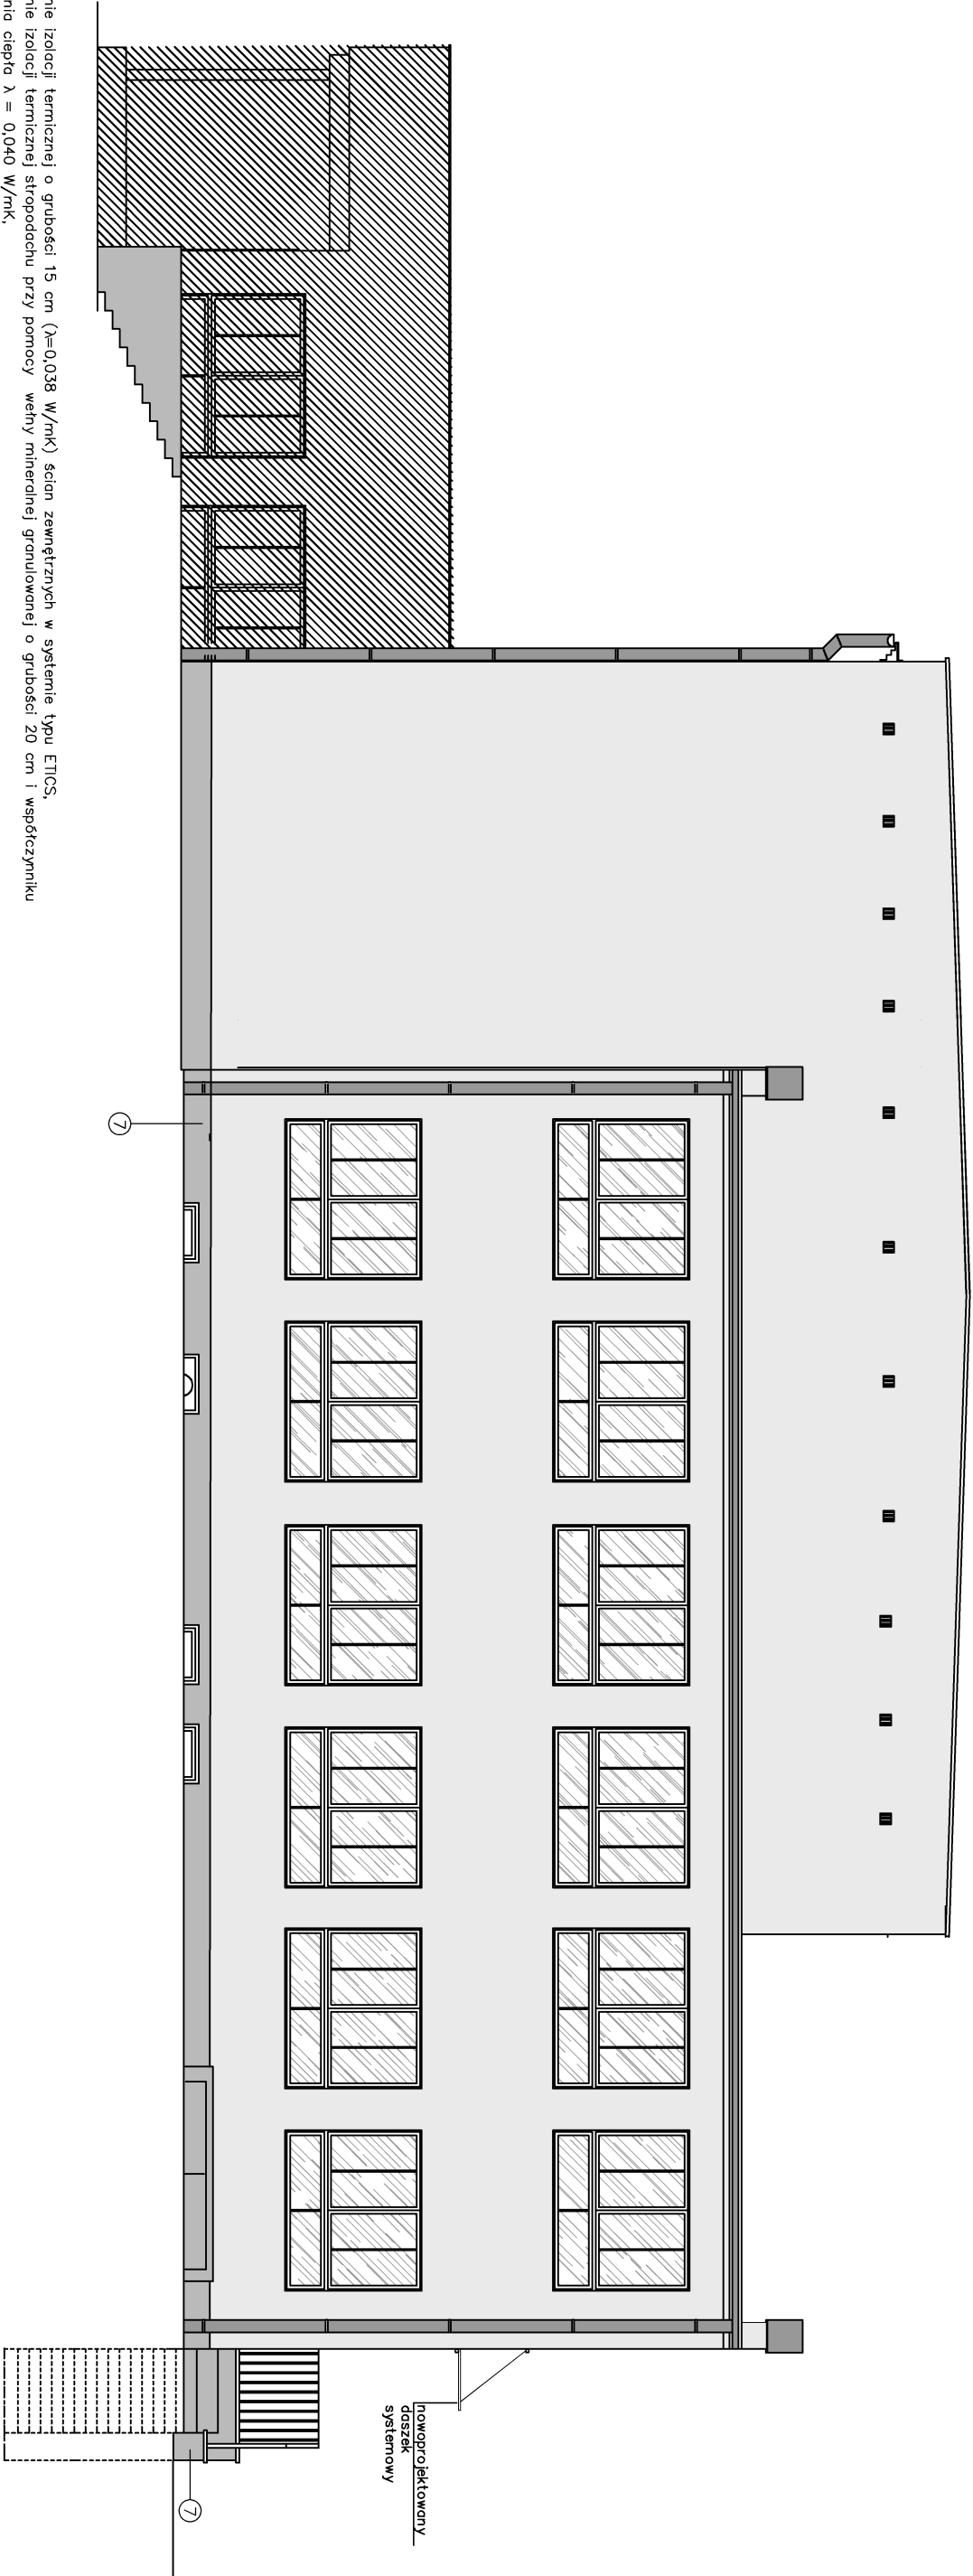 nowoprojektowany
daszek
systemowy
7
7
nie izolacji termicznej o grubości 15 cm (λ=0,038 W/mK) ścian zewnętrznych w systemie typu ETICS,
nie izolacji termicznej stropodachu przy pomocy wełny mineralnej granulowanej o grubości 20 cm i współczynniku
nia ciepła λ = 0,040 W/mK,